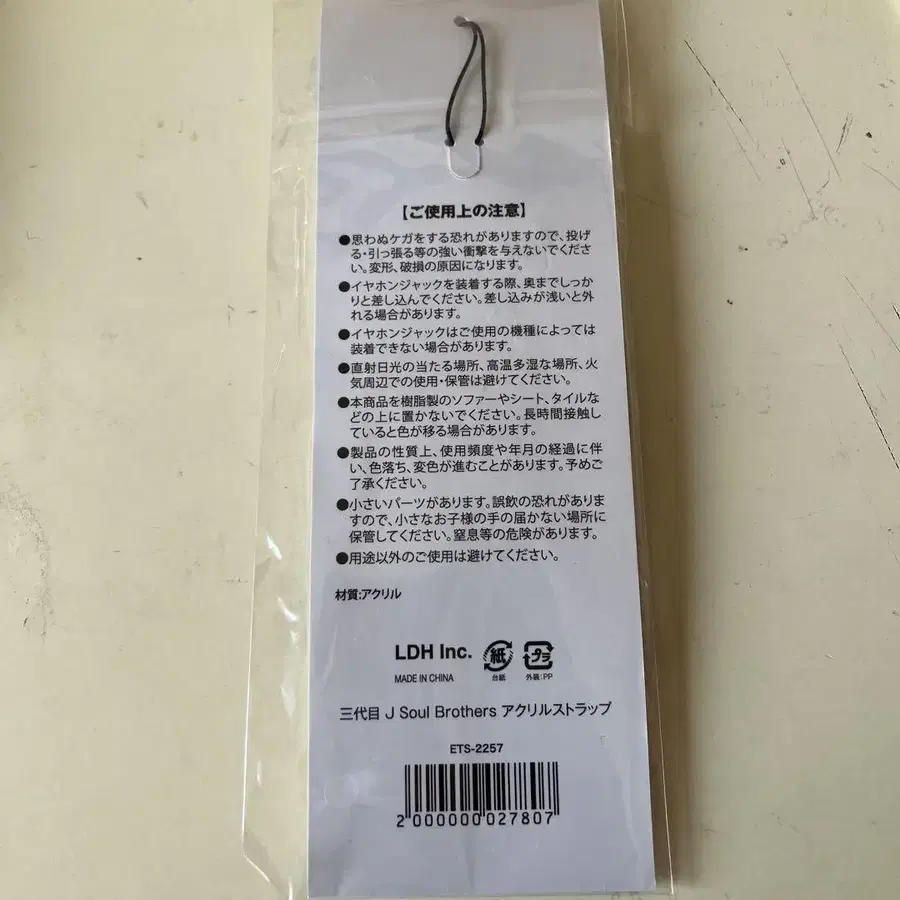 【ご使用上の注意】
●思わぬケガをする恐れがありますので、投げ
る・引っ張る等の強い衝撃を与えないでくださ
い。変形、破損の原因になります。
●イヤホンジャックを装着する際、奥までしっか
りと差し込んでください。差し込みが浅いと外
れる場合があります。
●イヤホンジャックはご使用の機種によっては
装着できない場合があります。
●直射日光の当たる場所、高温多湿な場所、火
気周辺での使用・保管は避けてください。
●本商品を樹脂製のソファーやシート、タイルな
どの上に置かないでください。長時間接触し
ていると色が移る場合があります。
●製品の性質上、使用頻度や年月の経過に伴
い、色落ち、変色が進むことがあります。予めご
了承ください。
●小さいパーツがあります。誤飲の恐れがありま
すので、小さなお子様の手の届かない場所に
保管してください。窒息等の危険があります。
●用途以外のご使用は避けてください。
材質:アクリル
LDH Inc.
MADE IN CHINA
紙
台紙
プラ
外装:PP
三代目 J Soul Brothers アクリルストラップ
ETS-2257
2 000000 027807